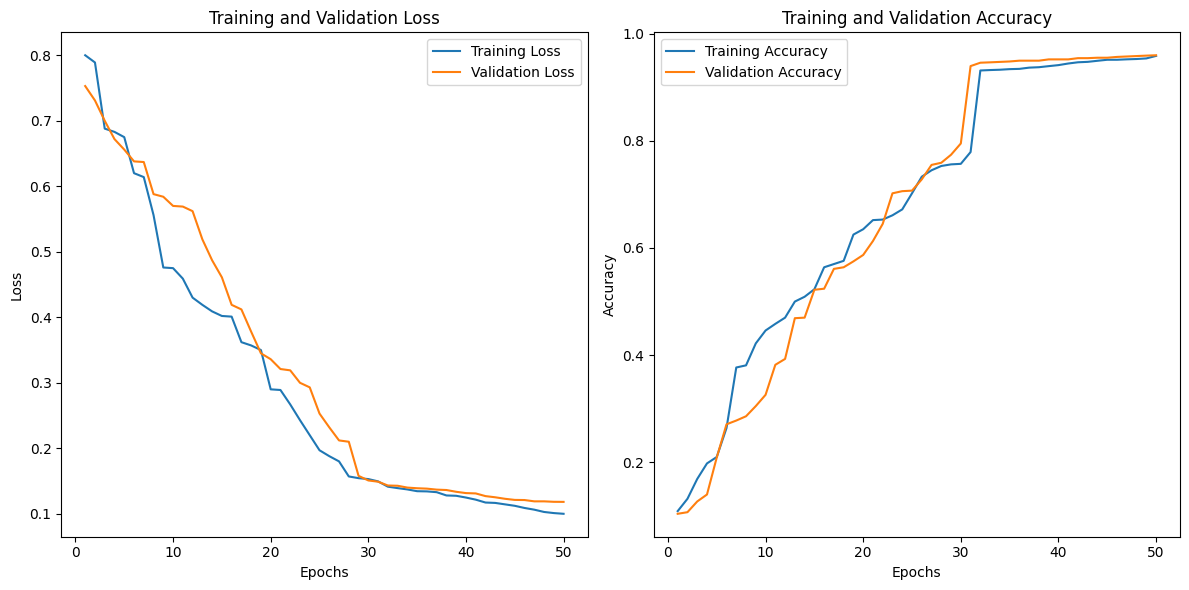 Training and Validation Loss
Training Loss
Validation Loss
0.8
0.7
0.6
0.5
0.4
0.3
0.2
0.1
Loss
0
10
20
30
40
50
Epochs
Training and Validation Accuracy
Training Accuracy
Validation Accuracy
1.0
0.8
0.6
0.4
0.2
Accuracy
0
10
20
30
40
50
Epochs